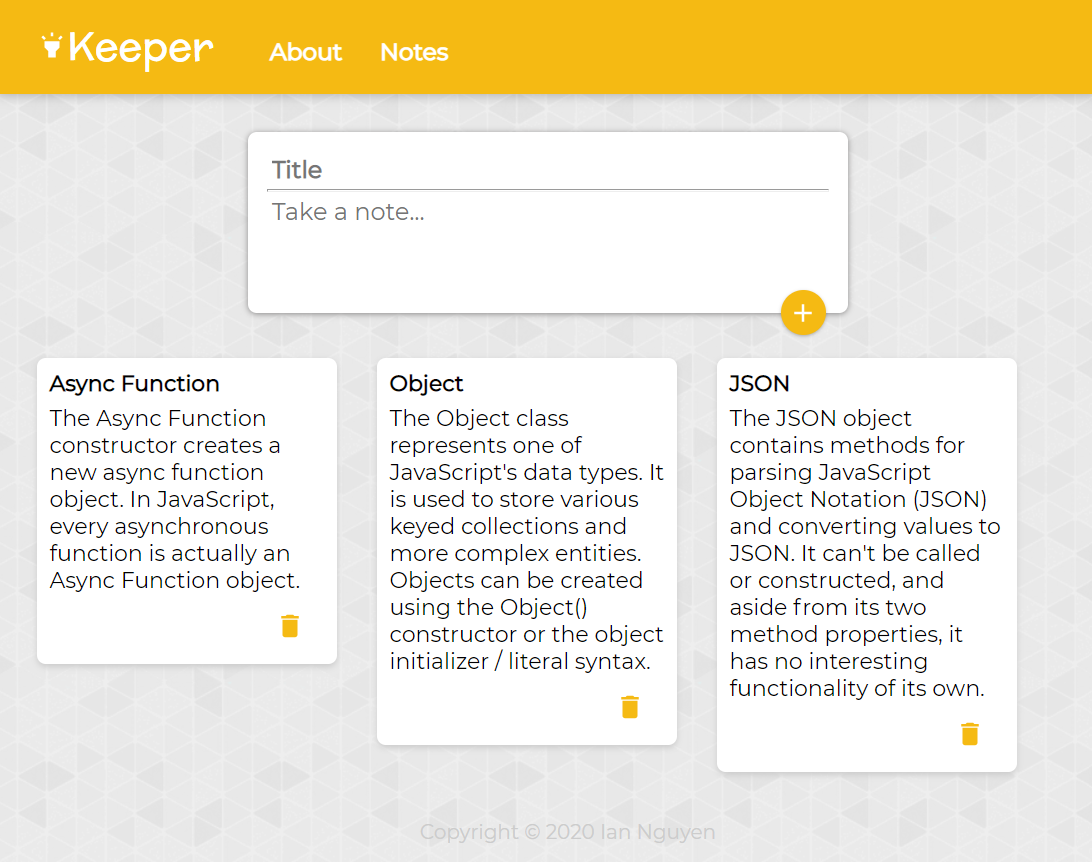 Keeper About Notes
Title
Take a note...
Async Function
The Async Function
constructor creates a
new async function
object. In JavaScript,
every asynchronous
function is actually an
Async Function object.
Object
The Object class
represents one of
JavaScript's data types. It
is used to store various
keyed collections and
more complex entities.
Objects can be created
using the Object()
constructor or the object
initializer / literal syntax.
JSON
The JSON object
contains methods for
parsing JavaScript
Object Notation (JSON)
and converting values to
JSON. It can't be called
or constructed, and
aside from its two
method properties, it
has no interesting
functionality of its own.
Copyright © 2020 Ian Nguyen